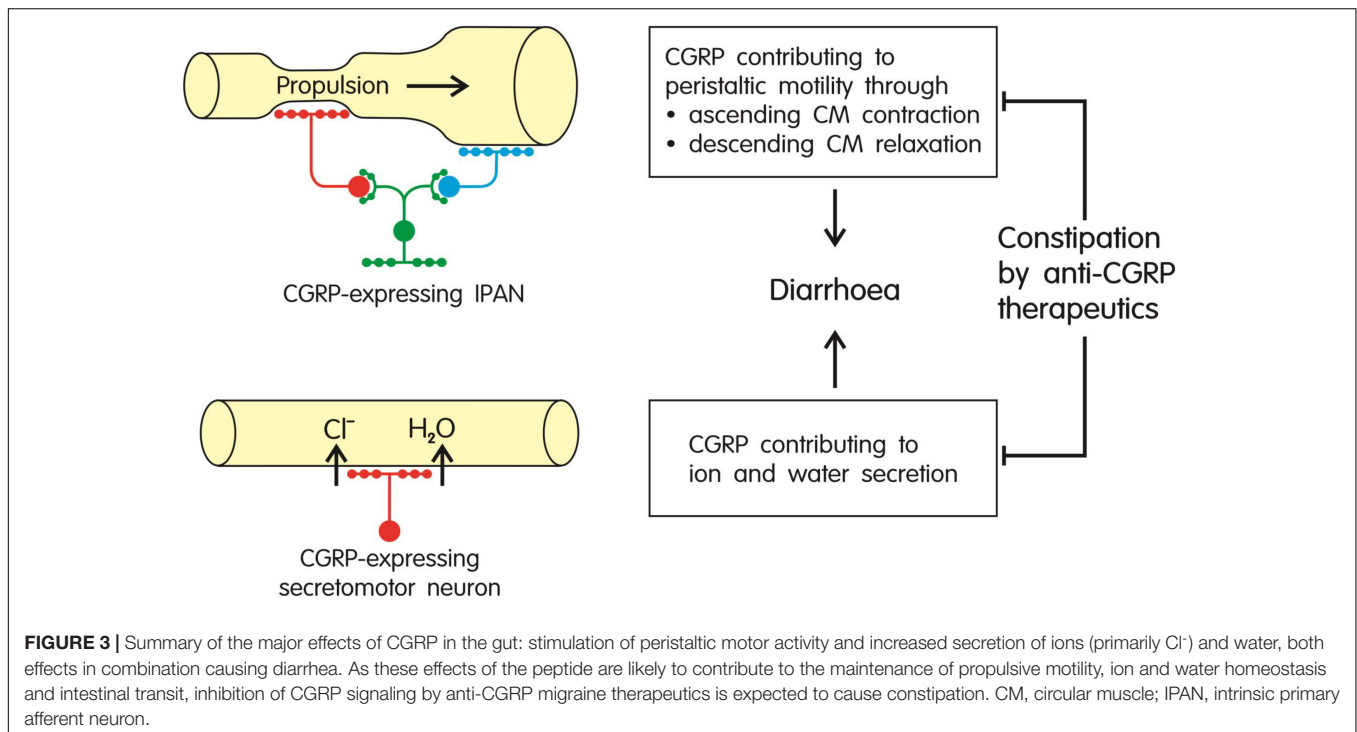 Propulsion
CGRP-expressing IPAN
CGRP contributing to
peristaltic motility through
• ascending CM contraction
• descending CM relaxation
Diarrhoea
Constipation
by anti-CGRP
therapeutics
Cl⁻ H₂O
CGRP-expressing
secretomotor neuron
CGRP contributing to
ion and water secretion
FIGURE 3 | Summary of the major effects of CGRP in the gut: stimulation of peristaltic motor activity and increased secretion of ions (primarily Cl⁻) and water, both
effects in combination causing diarrhea. As these effects of the peptide are likely to contribute to the maintenance of propulsive motility, ion and water homeostasis
and intestinal transit, inhibition of CGRP signaling by anti-CGRP migraine therapeutics is expected to cause constipation. CM, circular muscle; IPAN, intrinsic primary
afferent neuron.